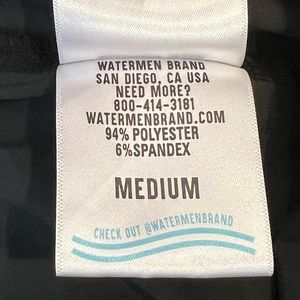 WATERMEN BRAND
SAN DIEGO, CA USA
NEED MORE?
800-414-3181
WATERMENBRAND.COM
94% POLYESTER
6%SPANDEX
MEDIUM
CHECK OUT @WATERMENBRAND